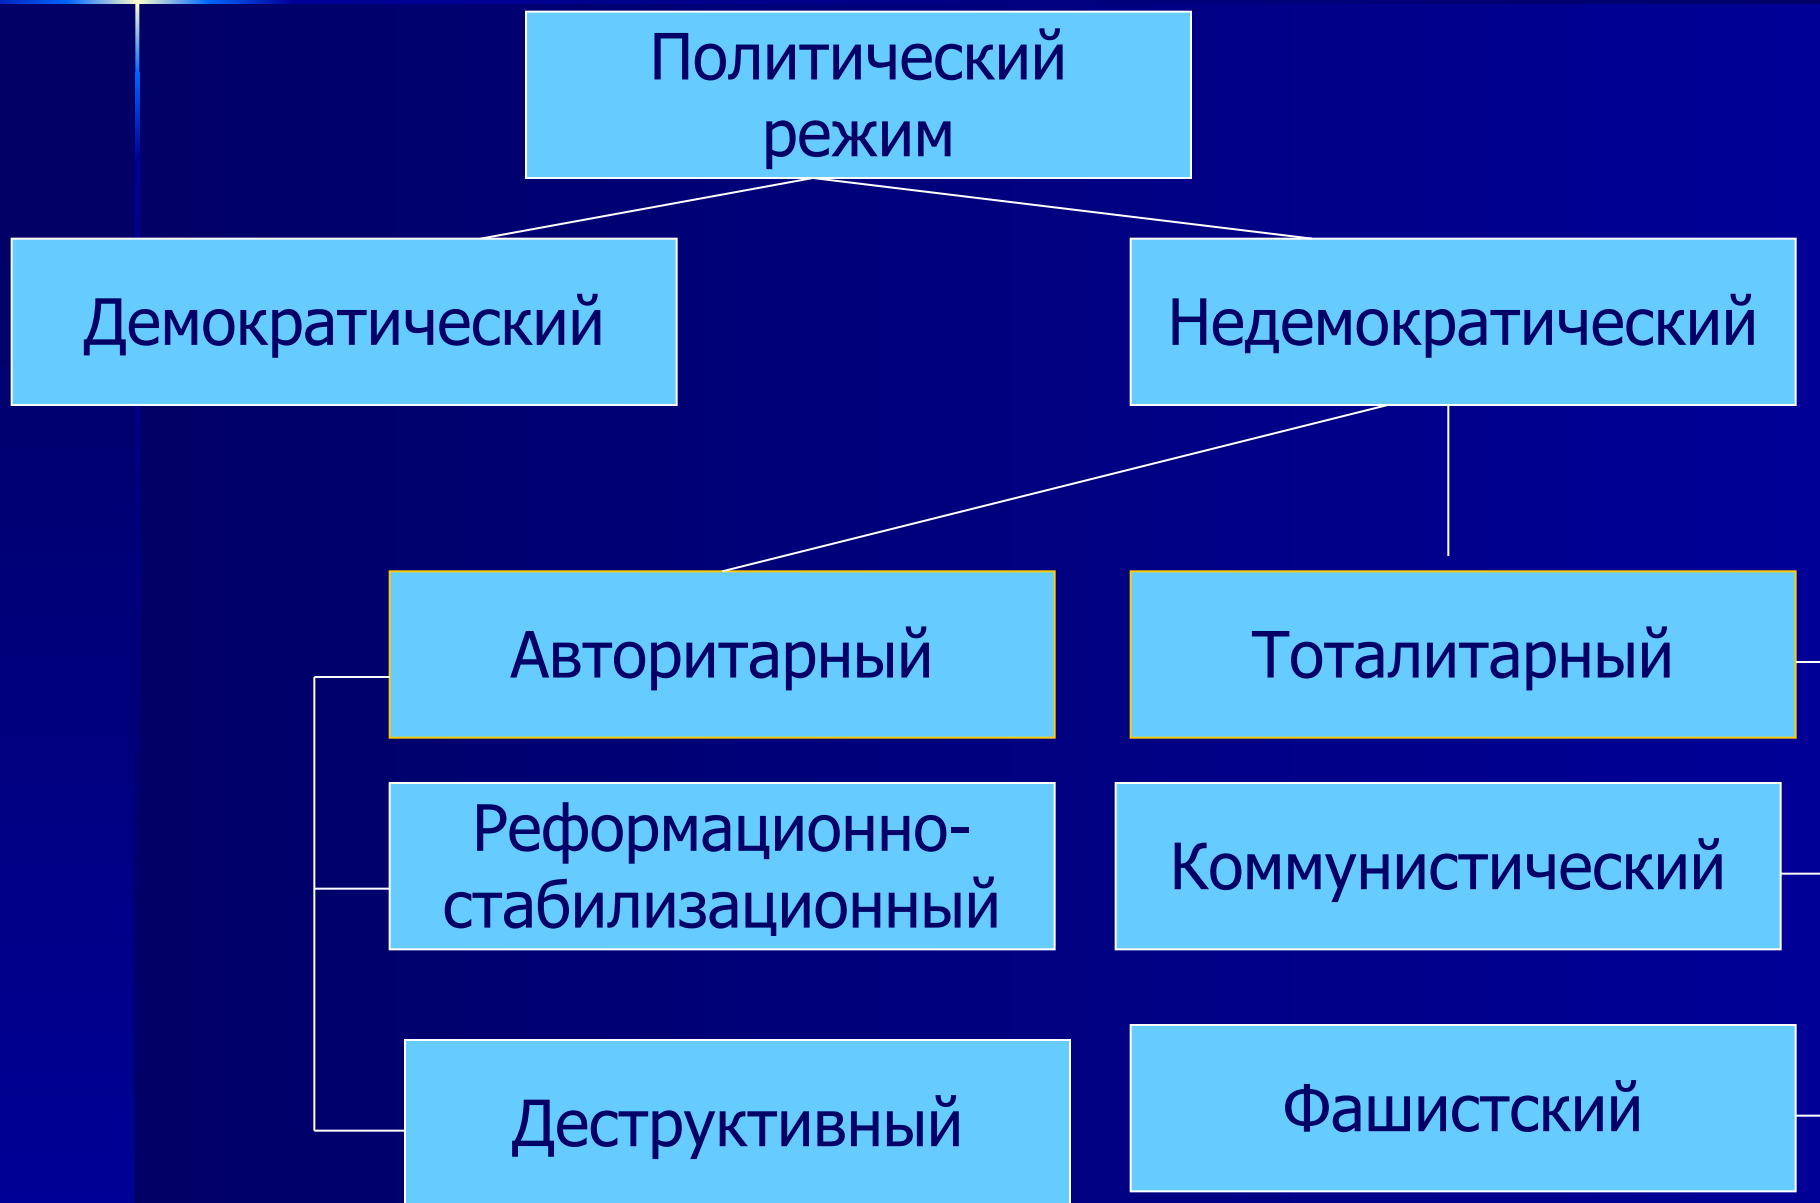 Политический
режим
Демократический
Недемократический
Авторитарный
Тоталитарный
Реформационно-
стабилизационный
Коммунистический
Деструктивный
Фашистский